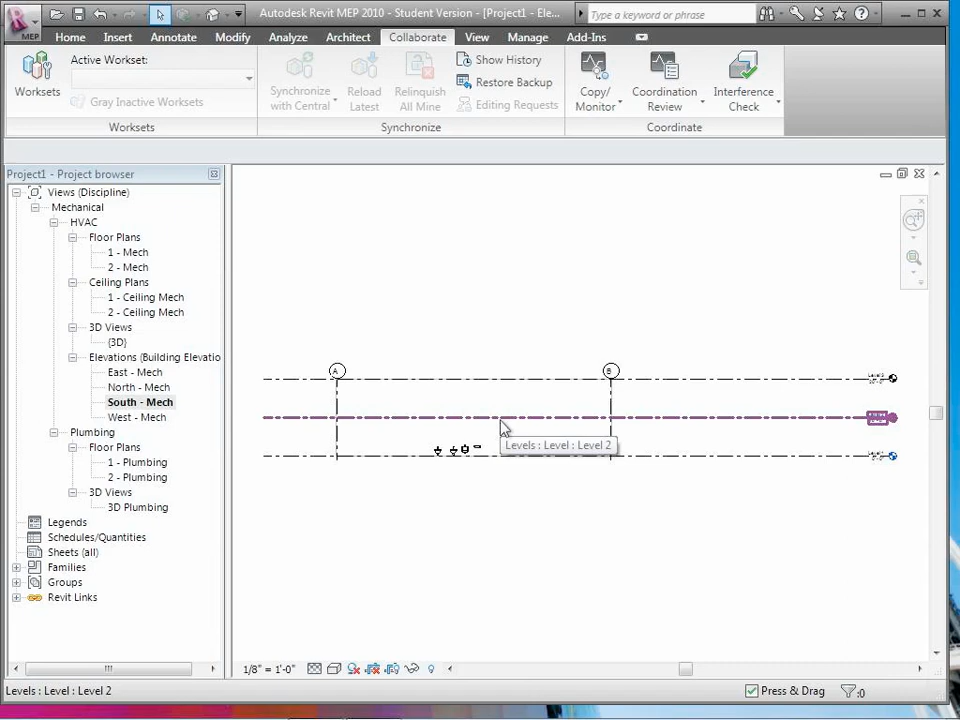 Autodesk Revit MEP 2010 - Student Version - [Project1 - Ele...
Type a keyword or phrase
MEP
Home Insert Annotate Modify Analyze Architect Collaborate View Manage Add-Ins
Worksets
Active Workset:
Gray Inactive Worksets
Worksets
Synchronize with Central
Reload Latest
Relinquish All Mine
Show History
Restore Backup
Editing Requests
Synchronize
Copy/ Monitor
Coordination Review
Interference Check
Coordinate
Project1 - Project browser
Views (Discipline)
Mechanical
HVAC
Floor Plans
1 - Mech
2 - Mech
Ceiling Plans
1 - Ceiling Mech
2 - Ceiling Mech
3D Views
{3D}
Elevations (Building Elevatio
East - Mech
North - Mech
South - Mech
West - Mech
Plumbing
Floor Plans
1 - Plumbing
2 - Plumbing
3D Views
3D Plumbing
Legends
Schedules/Quantities
Sheets (all)
Families
Groups
Revit Links
A
B
Levels : Level : Level 2
1/8" = 1'-0"
Levels : Level : Level 2
Press & Drag
:0